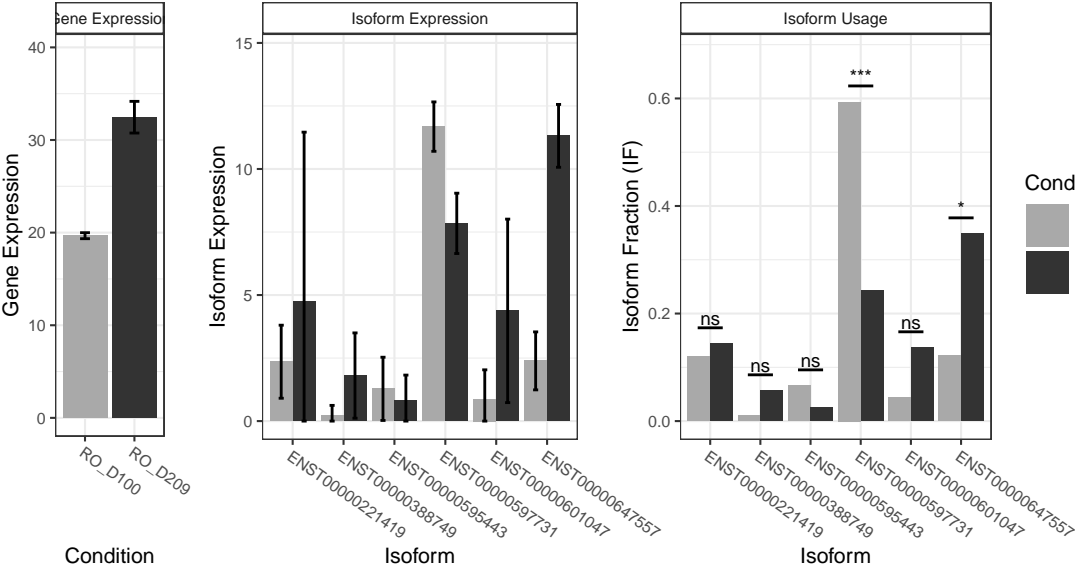 Gene Expression
Isoform Expression
Isoform Usage
Gene Expression
40
30
20
10
0
RO_D100
RO_D209
Condition
Isoform Expression
15
10
5
0
ENST00000221419
ENST00000388749
ENST00000595443
ENST00000597731
ENST00000601047
ENST00000647557
Isoform
Isoform Fraction (IF)
0.6
0.4
0.2
0.0
ns
ns
ns
***
ns
*
ENST00000221419
ENST00000388749
ENST00000595443
ENST00000597731
ENST00000601047
ENST00000647557
Isoform
Cond